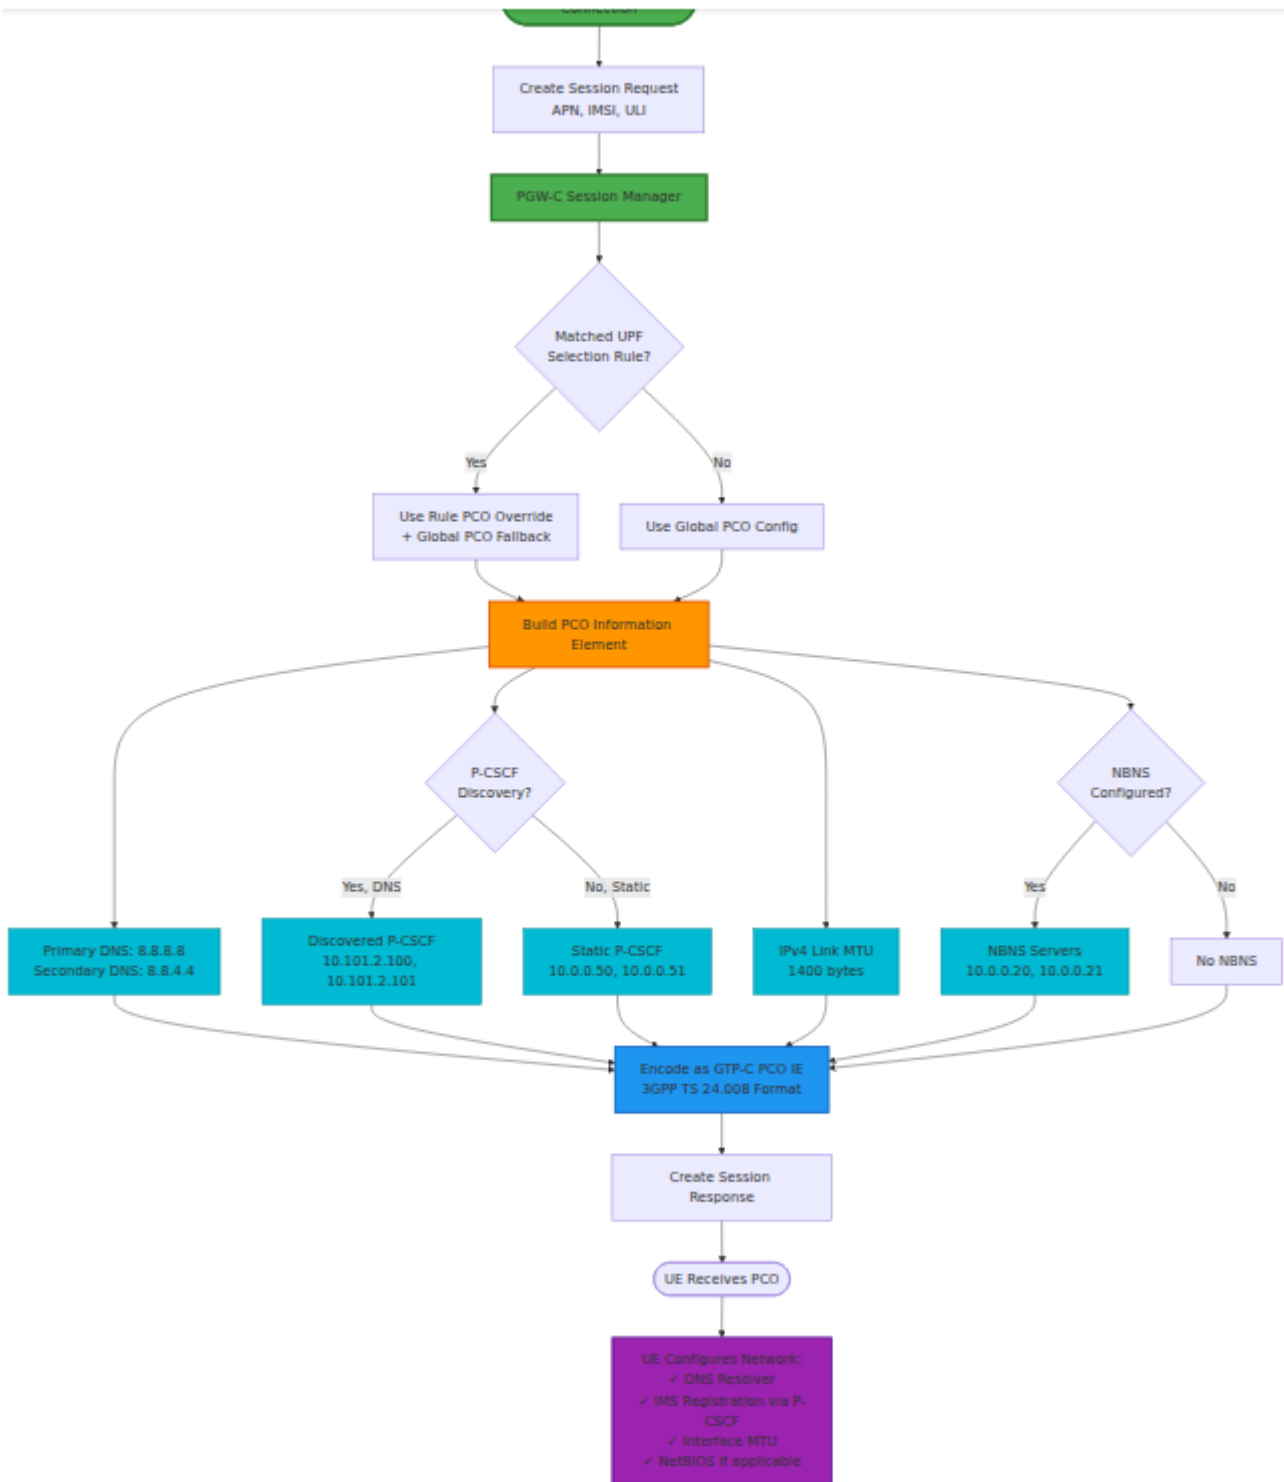 Connection
Create Session Request
APN, IMSI, ULI
PGW-C Session Manager
Matched UPF
Selection Rule?
Yes
No
Use Rule PCO Override
+ Global PCO Fallback
Use Global PCO Config
Build PCO Information
Element
P-CSCF
Discovery?
NBNS
Configured?
Yes, DNS
No, Static
Yes
No
Primary DNS: 8.8.8.8
Secondary DNS: 8.8.4.4
Discovered P-CSCF
10.101.2.100,
10.101.2.101
Static P-CSCF
10.0.0.50, 10.0.0.51
IPv4 Link MTU
1400 bytes
NBNS Servers
10.0.0.20, 10.0.0.21
No NBNS
Encode as GTP-C PCO IE
3GPP TS 24.008 Format
Create Session
Response
UE Receives PCO
UE Configures Network:
✓ DNS Resolver
✓ IMS Registration via P-
CSCF
✓ Interface MTU
✓ NetBIOS if applicable